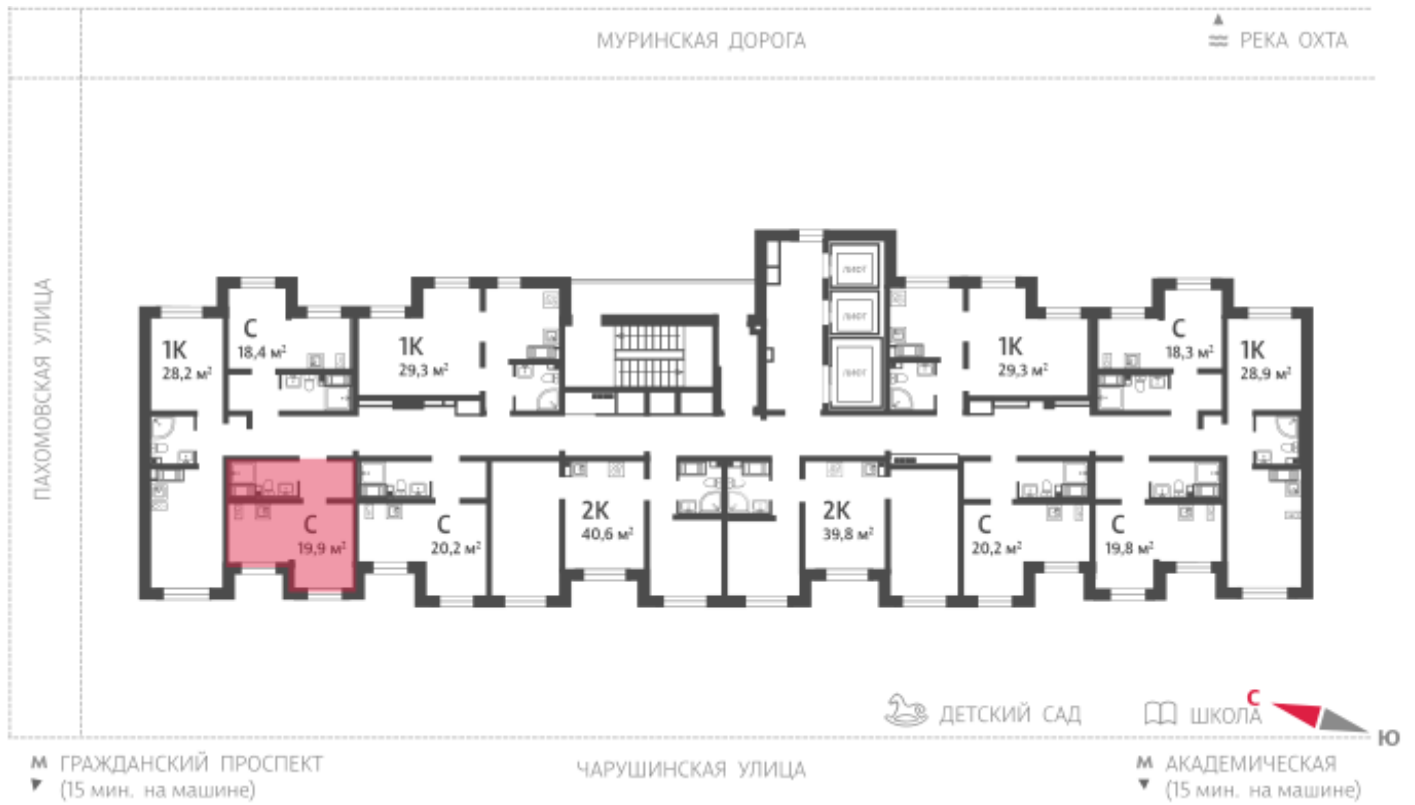 МУРИНСКАЯ ДОРОГА
РЕКА ОХТА
ПАХОМОВСКАЯ УЛИЦА
1К
28,2 м²
С
18,4 м²
1К
29,3 м²
ЛИФТ
ЛИФТ
ЛИФТ
1К
29,3 м²
С
18,3 м²
1К
28,9 м²
С
19,9 м²
С
20,2 м²
2К
40,6 м²
2К
39,8 м²
С
20,2 м²
С
19,8 м²
ДЕТСКИЙ САД
ШКОЛА
С
Ю
М ГРАЖДАНСКИЙ ПРОСПЕКТ
(15 мин. на машине)
ЧАРУШИНСКАЯ УЛИЦА
М АКАДЕМИЧЕСКАЯ
(15 мин. на машине)